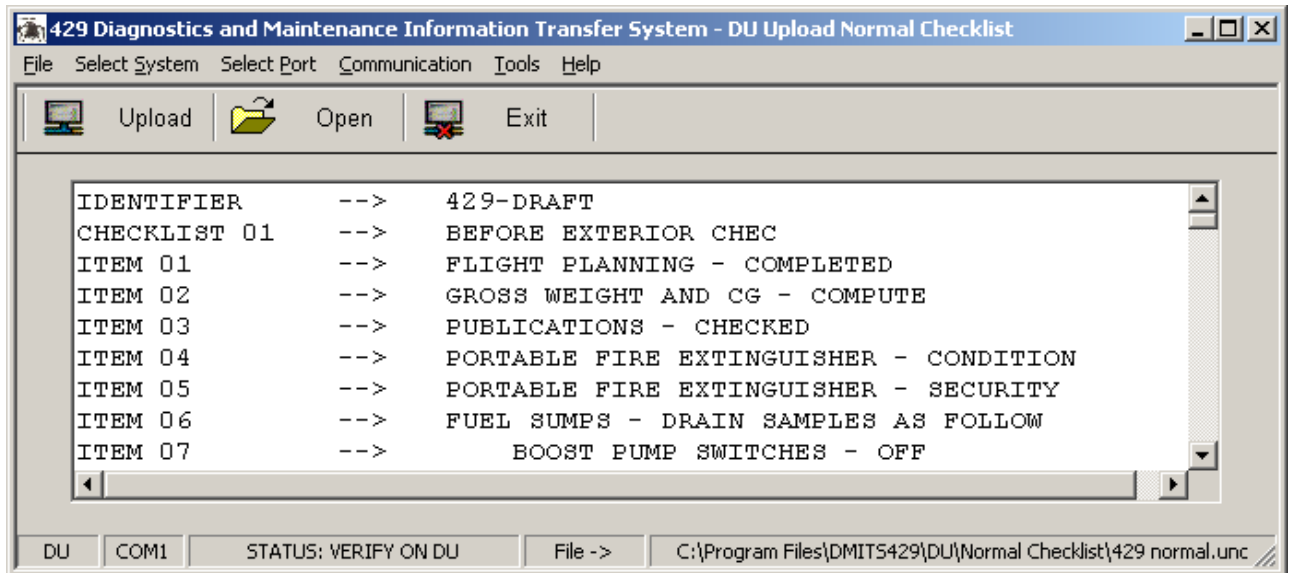 429 Diagnostics and Maintenance Information Transfer System - DU Upload Normal Checklist
File Select System Select Port Communication Tools Help
Upload Open Exit
IDENTIFIER --> 429-DRAFT
CHECKLIST 01 --> BEFORE EXTERIOR CHEC
ITEM 01 --> FLIGHT PLANNING - COMPLETED
ITEM 02 --> GROSS WEIGHT AND CG - COMPUTE
ITEM 03 --> PUBLICATIONS - CHECKED
ITEM 04 --> PORTABLE FIRE EXTINGUISHER - CONDITION
ITEM 05 --> PORTABLE FIRE EXTINGUISHER - SECURITY
ITEM 06 --> FUEL SUMPS - DRAIN SAMPLES AS FOLLOW
ITEM 07 --> BOOST PUMP SWITCHES - OFF
DU COM1 STATUS: VERIFY ON DU File -> C:\Program Files\DMITS429\DU\Normal Checklist\429 normal.unc